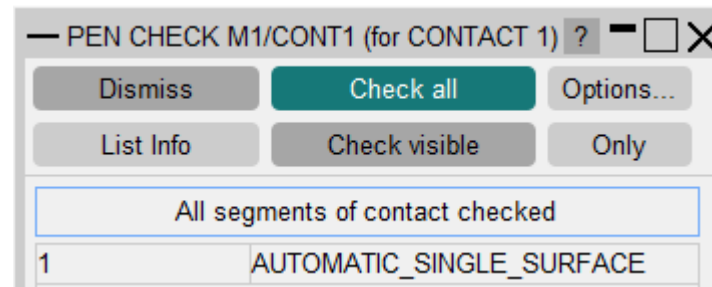 PEN CHECK M1/CONT1 (for CONTACT 1) ?
Dismiss Check all Options...
List Info Check visible Only
All segments of contact checked
1 AUTOMATIC_SINGLE_SURFACE